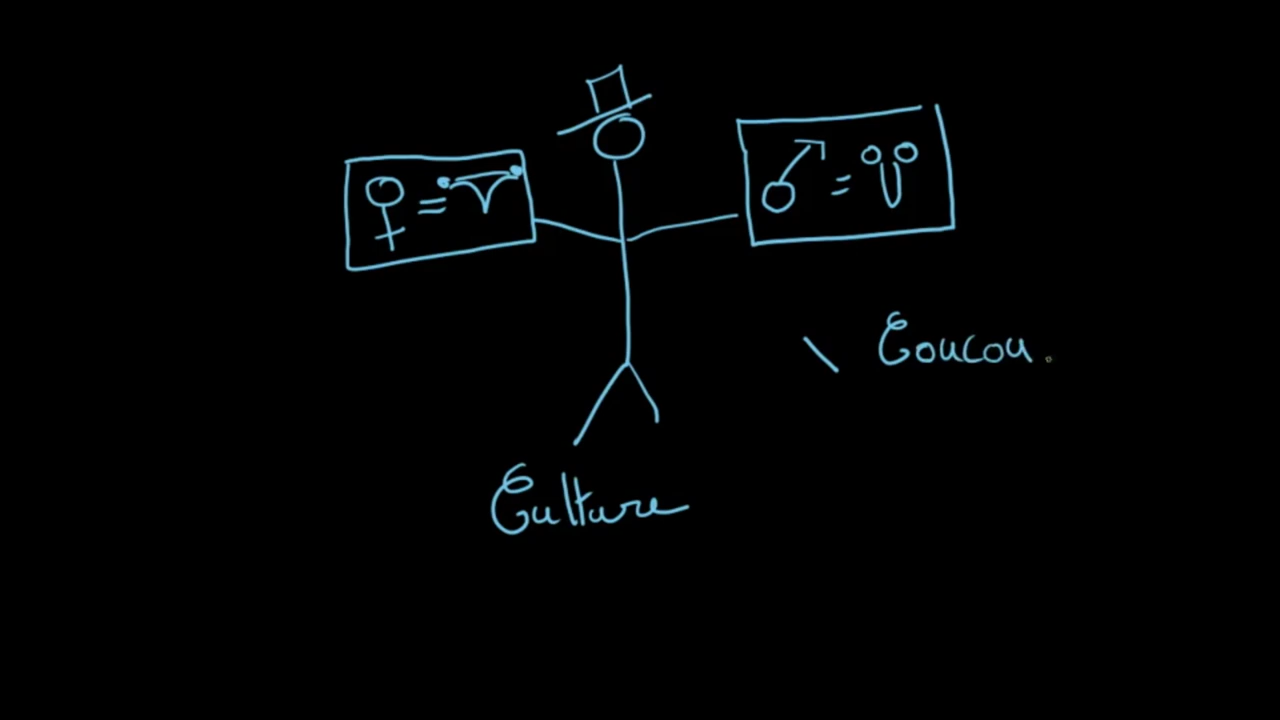 ♀ =
♂ =
\ Coucou.
Culture